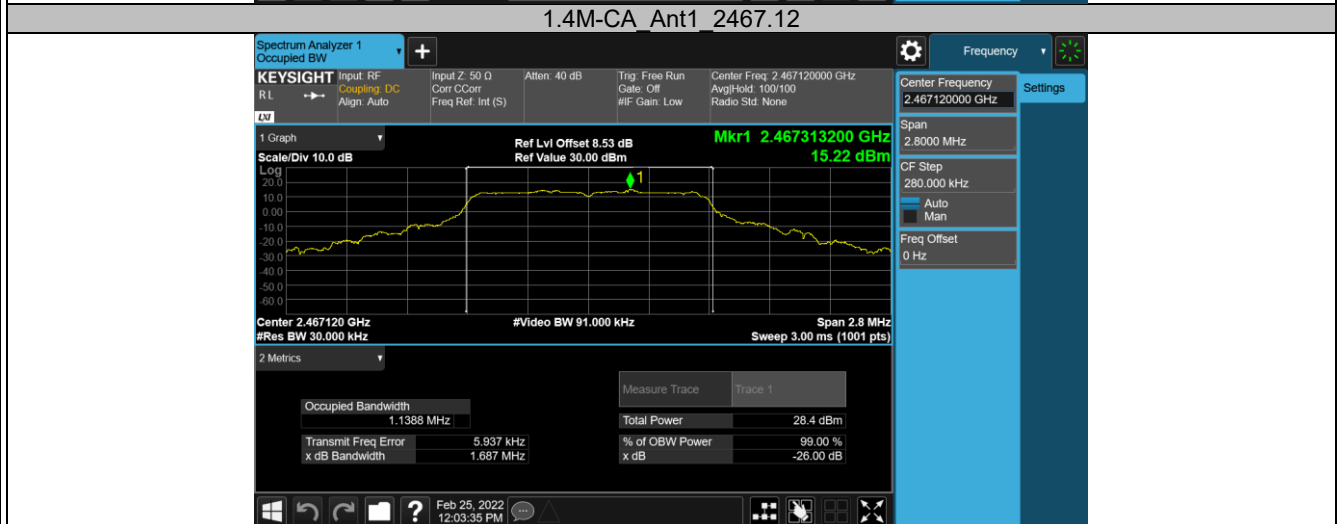 1.4M-CA_Ant1_2467.12
Spectrum Analyzer 1
Occupied BW
+
Frequency
KEYSIGHT
R L
LXI
Input: RF
Coupling: DC
Align: Auto
Input Z: 50 Ω
Corr CCorr
Freq Ref: Int (S)
Atten: 40 dB
Trig: Free Run
Gate: Off
#IF Gain: Low
Center Freq: 2.467120000 GHz
Avg|Hold: 100/100
Radio Std: None
Center Frequency
2.467120000 GHz
Settings
Span
2.8000 MHz
CF Step
280.000 kHz
Auto
Man
Freq Offset
0 Hz
1 Graph
Scale/Div 10.0 dB
Ref Lvl Offset 8.53 dB
Ref Value 30.00 dBm
Mkr1 2.467313200 GHz
15.22 dBm
Log
20.0
10.0
0.00
-10.0
-20.0
-30.0
-40.0
-50.0
-60.0
1
Center 2.467120 GHz
#Res BW 30.000 kHz
#Video BW 91.000 kHz
Span 2.8 MHz
Sweep 3.00 ms (1001 pts)
2 Metrics
Measure Trace Trace 1
Occupied Bandwidth
1.1388 MHz
Total Power 28.4 dBm
Transmit Freq Error 5.937 kHz
% of OBW Power 99.00 %
x dB Bandwidth 1.687 MHz
x dB -26.00 dB
?
Feb 25, 2022
12:03:35 PM